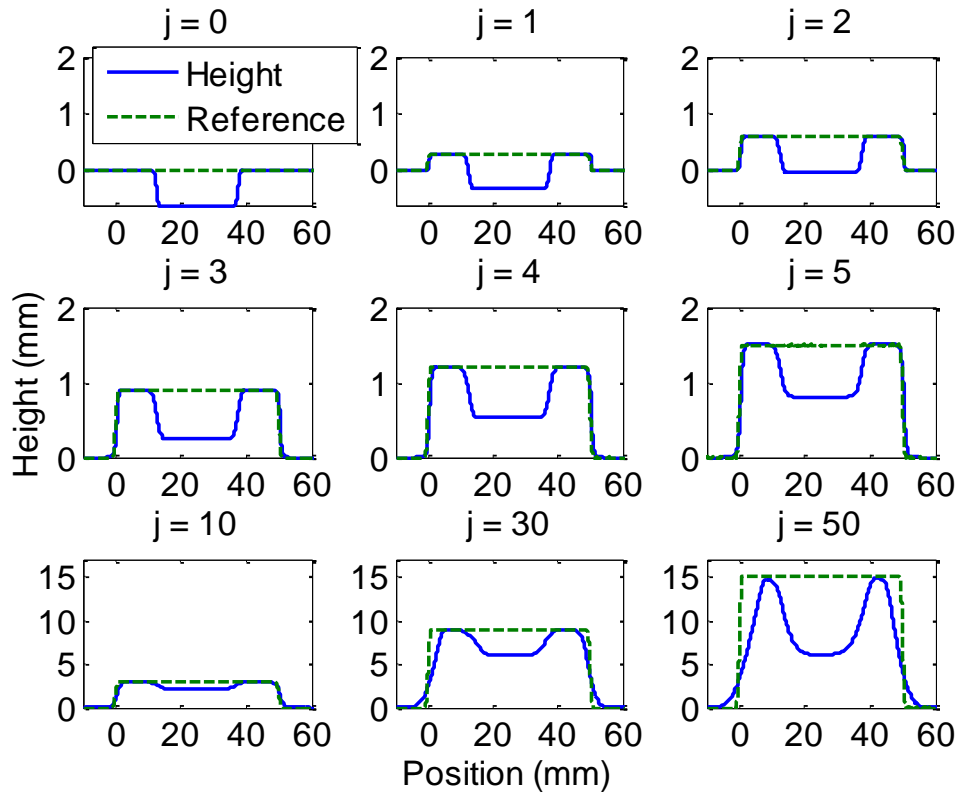 j = 0
j = 1
j = 2
Height
Reference
2
1
0
2
1
0
2
1
0
0 20 40 60
0 20 40 60
0 20 40 60
j = 3
j = 4
j = 5
Height (mm)
2
1
0
2
1
0
2
1
0
0 20 40 60
0 20 40 60
0 20 40 60
j = 10
j = 30
j = 50
15
10
5
0
15
10
5
0
15
10
5
0
0 20 40 60
0 20 40 60
0 20 40 60
Position (mm)